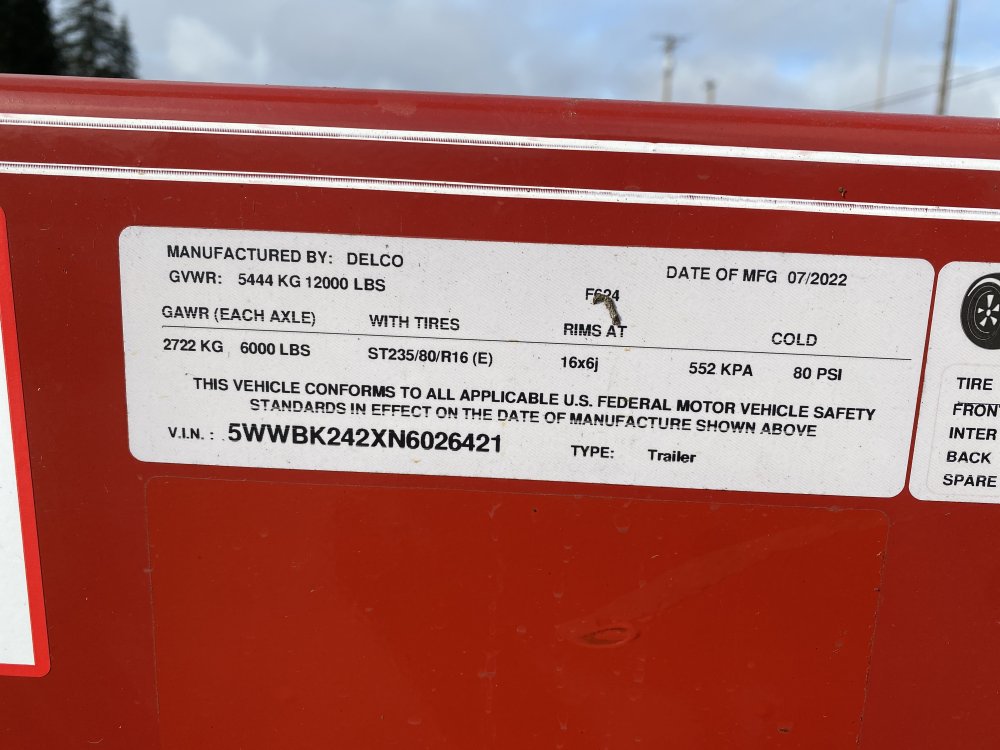 MANUFACTURED BY: DELCO
DATE OF MFG 07/2022
GVWR: 5444 KG 12000 LBS
F624
GAWR (EACH AXLE) WITH TIRES RIMS AT COLD
2722 KG 6000 LBS ST235/80/R16 (E) 16x6j 552 KPA 80 PSI
THIS VEHICLE CONFORMS TO ALL APPLICABLE U.S. FEDERAL MOTOR VEHICLE SAFETY
STANDARDS IN EFFECT ON THE DATE OF MANUFACTURE SHOWN ABOVE
V.I.N. : 5WWBK242XN6026421 TYPE: Trailer
TIRE
FRONT
INTER
BACK
SPARE